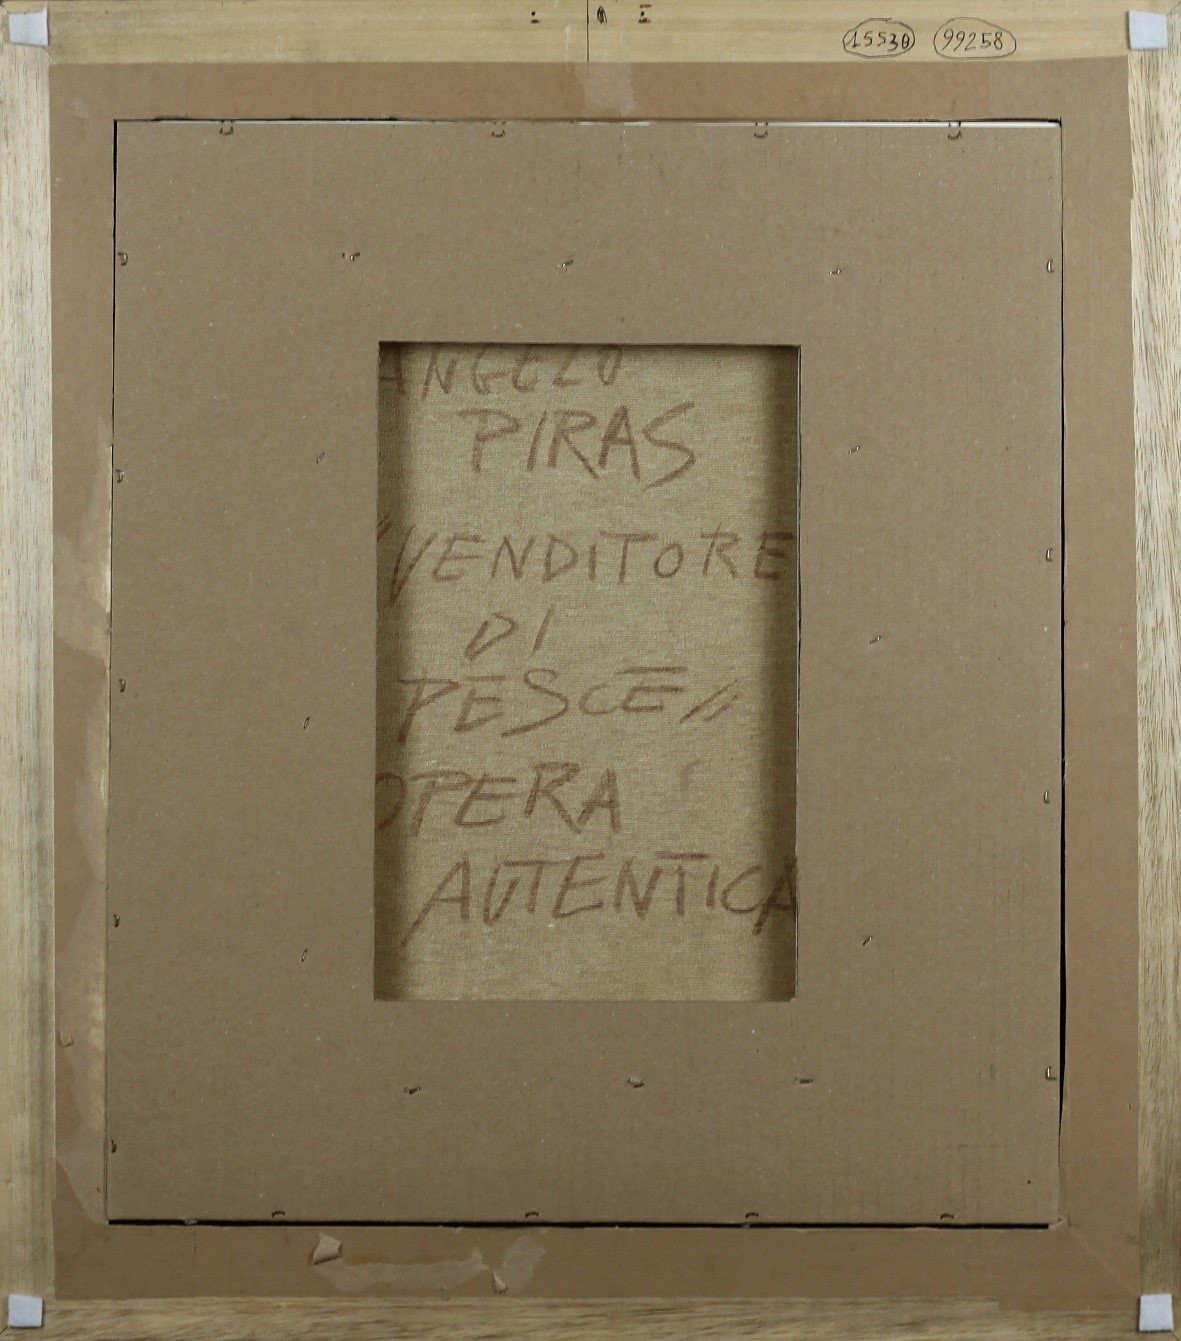 15530 99258
ANGELO
PIRAS
"VENDITORE
DI
PESCE"
OPERA
AUTENTICA